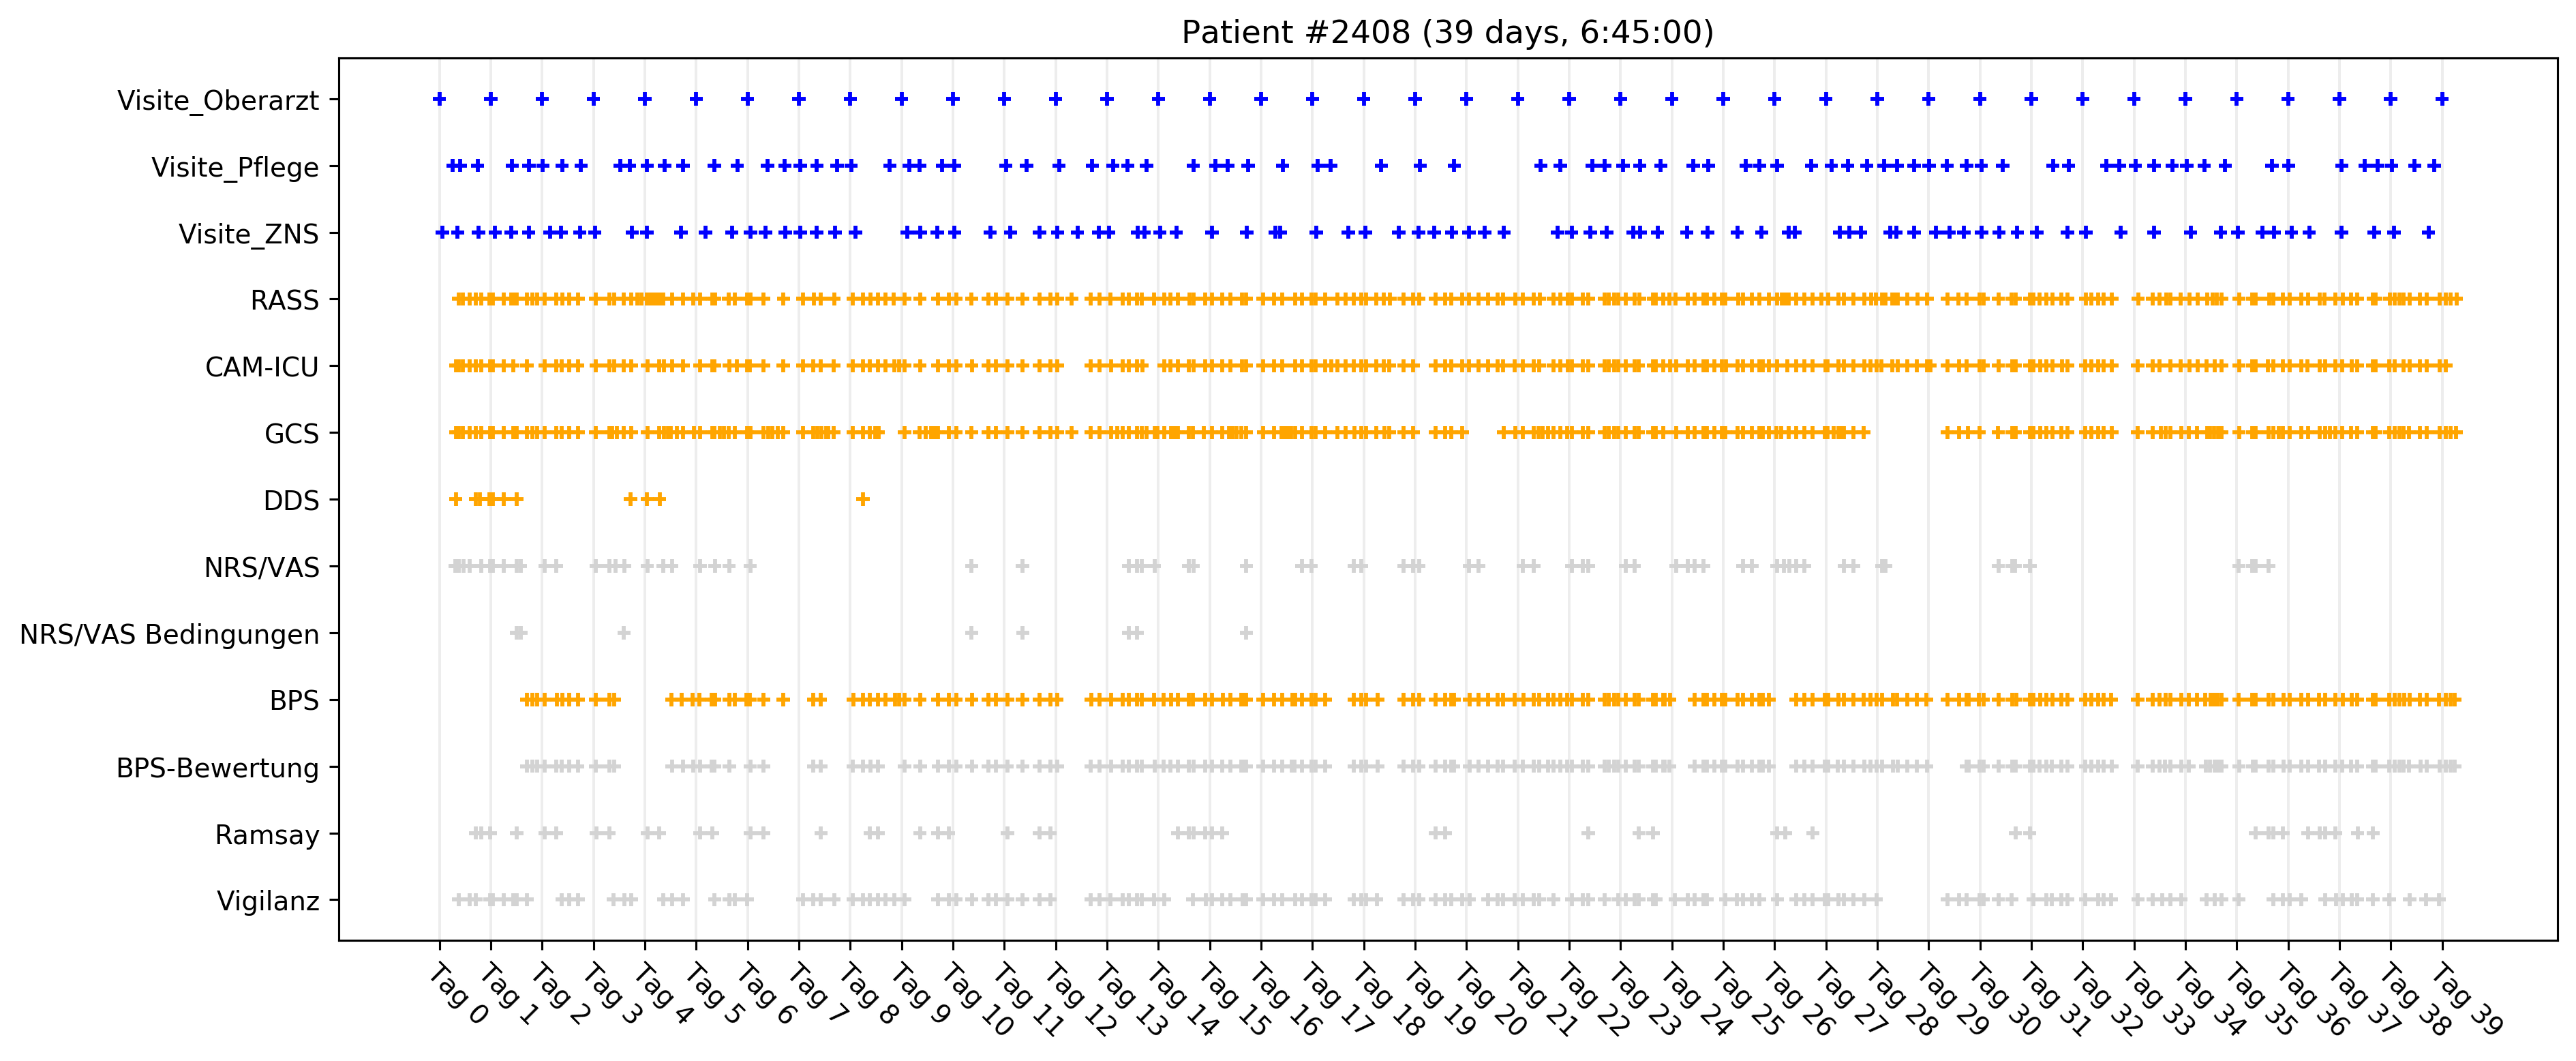 Patient #2408 (39 days, 6:45:00)
Visite_Oberarzt
Visite_Pflege
Visite_ZNS
RASS
CAM-ICU
GCS
DDS
NRS/VAS
NRS/VAS Bedingungen
BPS
BPS-Bewertung
Ramsay
Vigilanz
Tag 0
Tag 1
Tag 2
Tag 3
Tag 4
Tag 5
Tag 6
Tag 7
Tag 8
Tag 9
Tag 10
Tag 11
Tag 12
Tag 13
Tag 14
Tag 15
Tag 16
Tag 17
Tag 18
Tag 19
Tag 20
Tag 21
Tag 22
Tag 23
Tag 24
Tag 25
Tag 26
Tag 27
Tag 28
Tag 29
Tag 30
Tag 31
Tag 32
Tag 33
Tag 34
Tag 35
Tag 36
Tag 37
Tag 38
Tag 39